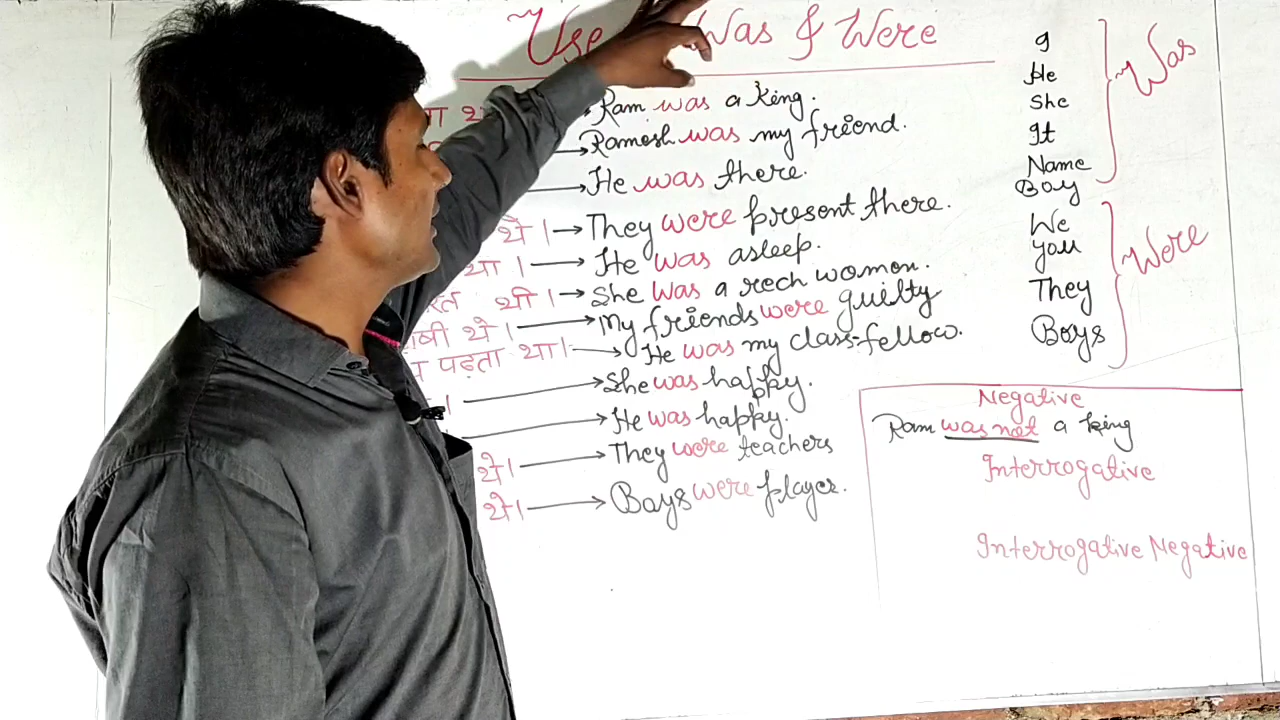 Use Was & Were
था → Ram was a King.
→ Ramesh was my friend.
→ He was there.
थे। → They were present there.
था। → He was asleep.
थी। → She was a rech women.
थे। → My friends were guilty
पढ़ता था। → He was my class-fellow.
→ She was happy.
→ He was happy.
थे। → They were teachers
थे। → Boys were player.
I
He
She
It
Name
Boy
Was
We
you
They
Boys
Were
Negative
Ram was not a king
Interrogative
Interrogative Negative